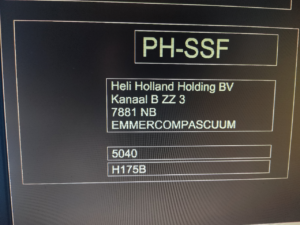 PH-SSF
Heli Holland Holding BV
Kanaal B ZZ 3
7881 NB
EMMERCOMPASCUUM
5040
H175B